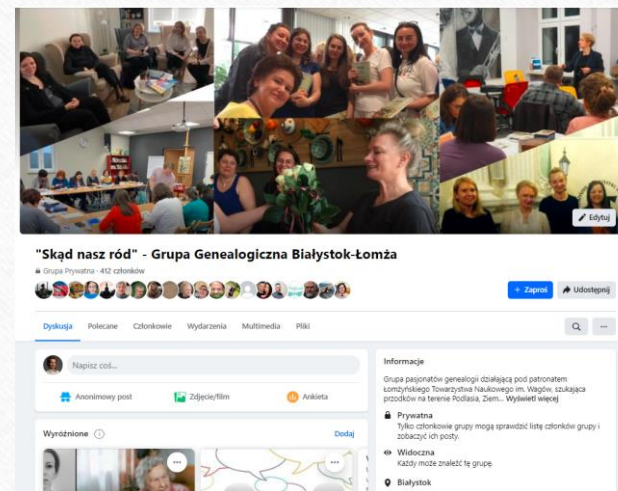 Edytuj
"Skąd nasz ród" - Grupa Genealogiczna Białystok-Łomża
Grupa Prywatna · 412 członków
+ Zaproś
Udostępnij
Dyskusja Polecane Członkowie Wydarzenia Multimedia Pliki
Napisz coś...
Anonimowy post Zdjęcie/film Ankieta
Wyróżnione
Dodaj
Informacje
Grupa pasjonatów genealogii działającą pod patronatem
Łomżyńskiego Towarzystwa Naukowego im. Wagów, szukająca
przodków na terenie Podlasia, Ziem... Wyświetl więcej
Prywatna
Tylko członkowie grupy mogą sprawdzić listę członków grupy i
zobaczyć ich posty.
Widoczna
Każdy może znaleźć tę grupę.
Białystok